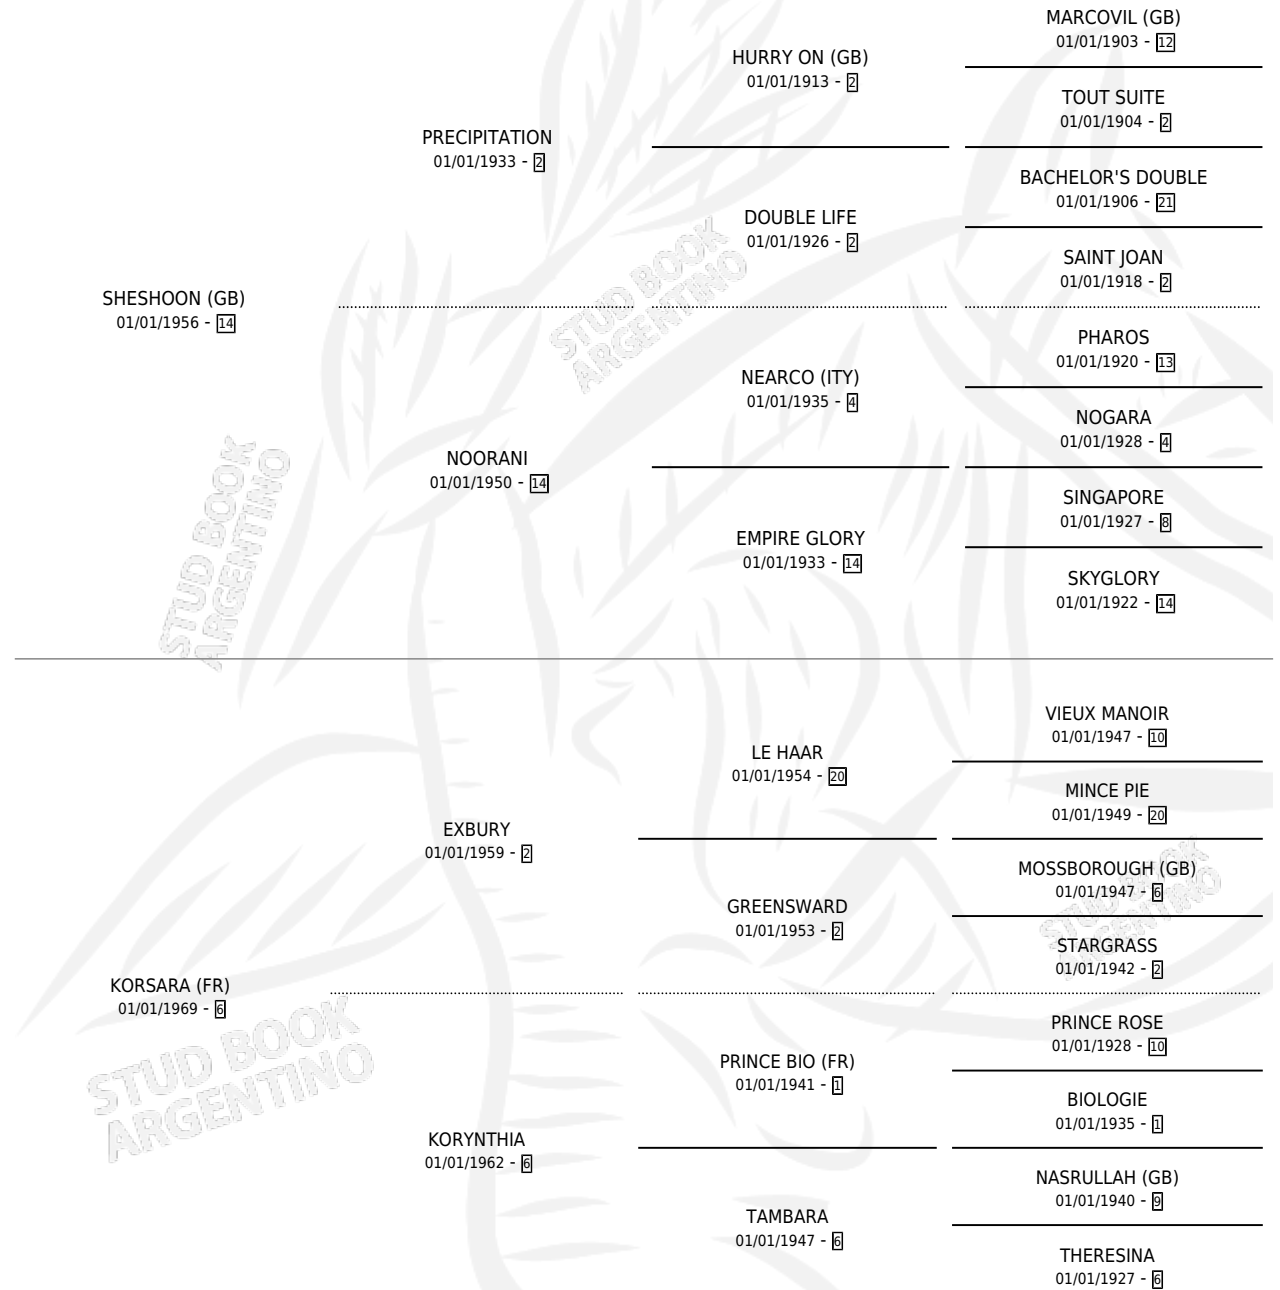 MARCOVIL (GB)
01/01/1903 - 12
HURRY ON (GB)
01/01/1913 - 2
TOUT SUITE
01/01/1904 - 2
PRECIPITATION
01/01/1933 - 2
BACHELOR'S DOUBLE
01/01/1906 - 21
DOUBLE LIFE
01/01/1926 - 2
SAINT JOAN
01/01/1918 - 2
SHESHOON (GB)
01/01/1956 - 14
STUD BOOK
ARGENTINO
PHAROS
01/01/1920 - 13
NEARCO (ITY)
01/01/1935 - 4
NOGARA
01/01/1928 - 4
NOORANI
01/01/1950 - 14
SINGAPORE
01/01/1927 - 8
EMPIRE GLORY
01/01/1933 - 14
SKYGLORY
01/01/1922 - 14
STUD BOOK
ARGENTINO
VIEUX MANOIR
01/01/1947 - 10
LE HAAR
01/01/1954 - 20
MINCE PIE
01/01/1949 - 20
EXBURY
01/01/1959 - 2
MOSSBOROUGH (GB)
01/01/1947 - 6
GREENSWARD
01/01/1953 - 2
STUD BOOK
ARGENTINO
STARGRASS
01/01/1942 - 2
KORSARA (FR)
01/01/1969 - 6
STUD BOOK
ARGENTINO
PRINCE ROSE
01/01/1928 - 10
PRINCE BIO (FR)
01/01/1941 - 1
BIOLOGIE
01/01/1935 - 1
KORYNTHIA
01/01/1962 - 6
NASRULLAH (GB)
01/01/1940 - 9
TAMBARA
01/01/1947 - 6
THERESINA
01/01/1927 - 6